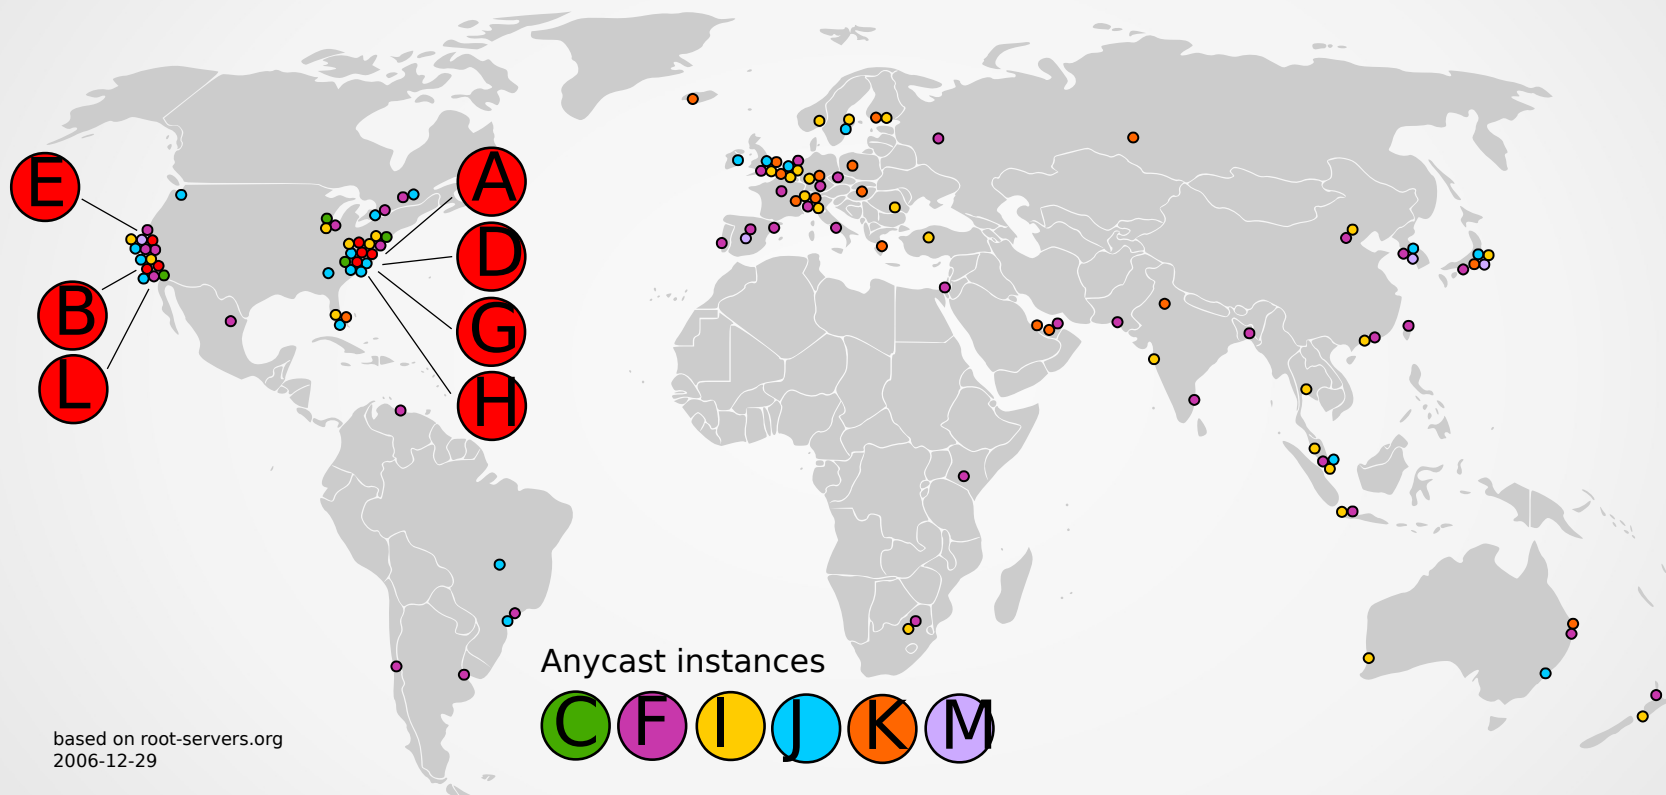 E
B
L
A
D
G
H
Anycast instances
C F I J K M
based on root-servers.org
2006-12-29